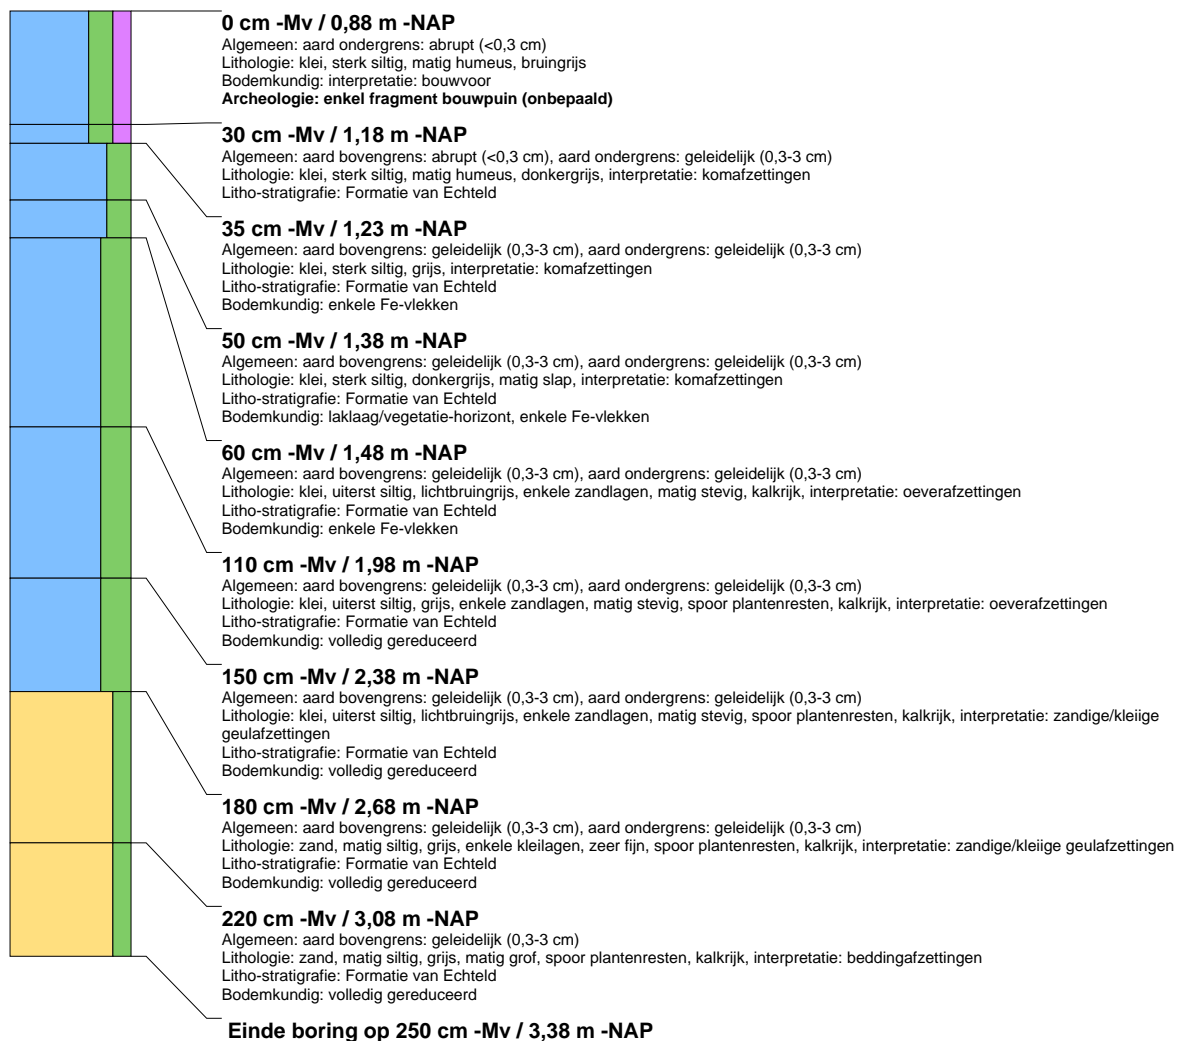 0 cm -Mv / 0,88 m -NAP
Algemeen: aard ondergrens: abrupt (<0,3 cm)
Lithologie: klei, sterk siltig, matig humeus, bruingrijs
Bodemkundig: interpretatie: bouwvoor
Archeologie: enkel fragment bouwpuin (onbepaald)
30 cm -Mv / 1,18 m -NAP
Algemeen: aard bovengrens: abrupt (<0,3 cm), aard ondergrens: geleidelijk (0,3-3 cm)
Lithologie: klei, sterk siltig, matig humeus, donkergrijs, interpretatie: komafzettingen
Litho-stratigrafie: Formatie van Echteld
35 cm -Mv / 1,23 m -NAP
Algemeen: aard bovengrens: geleidelijk (0,3-3 cm), aard ondergrens: geleidelijk (0,3-3 cm)
Lithologie: klei, sterk siltig, grijs, interpretatie: komafzettingen
Litho-stratigrafie: Formatie van Echteld
Bodemkundig: enkele Fe-vlekken
50 cm -Mv / 1,38 m -NAP
Algemeen: aard bovengrens: geleidelijk (0,3-3 cm), aard ondergrens: geleidelijk (0,3-3 cm)
Lithologie: klei, sterk siltig, donkergrijs, matig slap, interpretatie: komafzettingen
Litho-stratigrafie: Formatie van Echteld
Bodemkundig: laklaag/vegetatie-horizont, enkele Fe-vlekken
60 cm -Mv / 1,48 m -NAP
Algemeen: aard bovengrens: geleidelijk (0,3-3 cm), aard ondergrens: geleidelijk (0,3-3 cm)
Lithologie: klei, uiterst siltig, lichtbruingrijs, enkele zandlagen, matig stevig, kalkrijk, interpretatie: oeverafzettingen
Litho-stratigrafie: Formatie van Echteld
Bodemkundig: enkele Fe-vlekken
110 cm -Mv / 1,98 m -NAP
Algemeen: aard bovengrens: geleidelijk (0,3-3 cm), aard ondergrens: geleidelijk (0,3-3 cm)
Lithologie: klei, uiterst siltig, grijs, enkele zandlagen, matig stevig, spoor plantenresten, kalkrijk, interpretatie: oeverafzettingen
Litho-stratigrafie: Formatie van Echteld
Bodemkundig: volledig gereduceerd
150 cm -Mv / 2,38 m -NAP
Algemeen: aard bovengrens: geleidelijk (0,3-3 cm), aard ondergrens: geleidelijk (0,3-3 cm)
Lithologie: klei, uiterst siltig, lichtbruingrijs, enkele zandlagen, matig stevig, spoor plantenresten, kalkrijk, interpretatie: zandige/kleiige
geulafzettingen
Litho-stratigrafie: Formatie van Echteld
Bodemkundig: volledig gereduceerd
180 cm -Mv / 2,68 m -NAP
Algemeen: aard bovengrens: geleidelijk (0,3-3 cm), aard ondergrens: geleidelijk (0,3-3 cm)
Lithologie: zand, matig siltig, grijs, enkele kleilagen, zeer fijn, spoor plantenresten, kalkrijk, interpretatie: zandige/kleiige geulafzettingen
Litho-stratigrafie: Formatie van Echteld
Bodemkundig: volledig gereduceerd
220 cm -Mv / 3,08 m -NAP
Algemeen: aard bovengrens: geleidelijk (0,3-3 cm)
Lithologie: zand, matig siltig, grijs, matig grof, spoor plantenresten, kalkrijk, interpretatie: beddingafzettingen
Litho-stratigrafie: Formatie van Echteld
Bodemkundig: volledig gereduceerd
Einde boring op 250 cm -Mv / 3,38 m -NAP